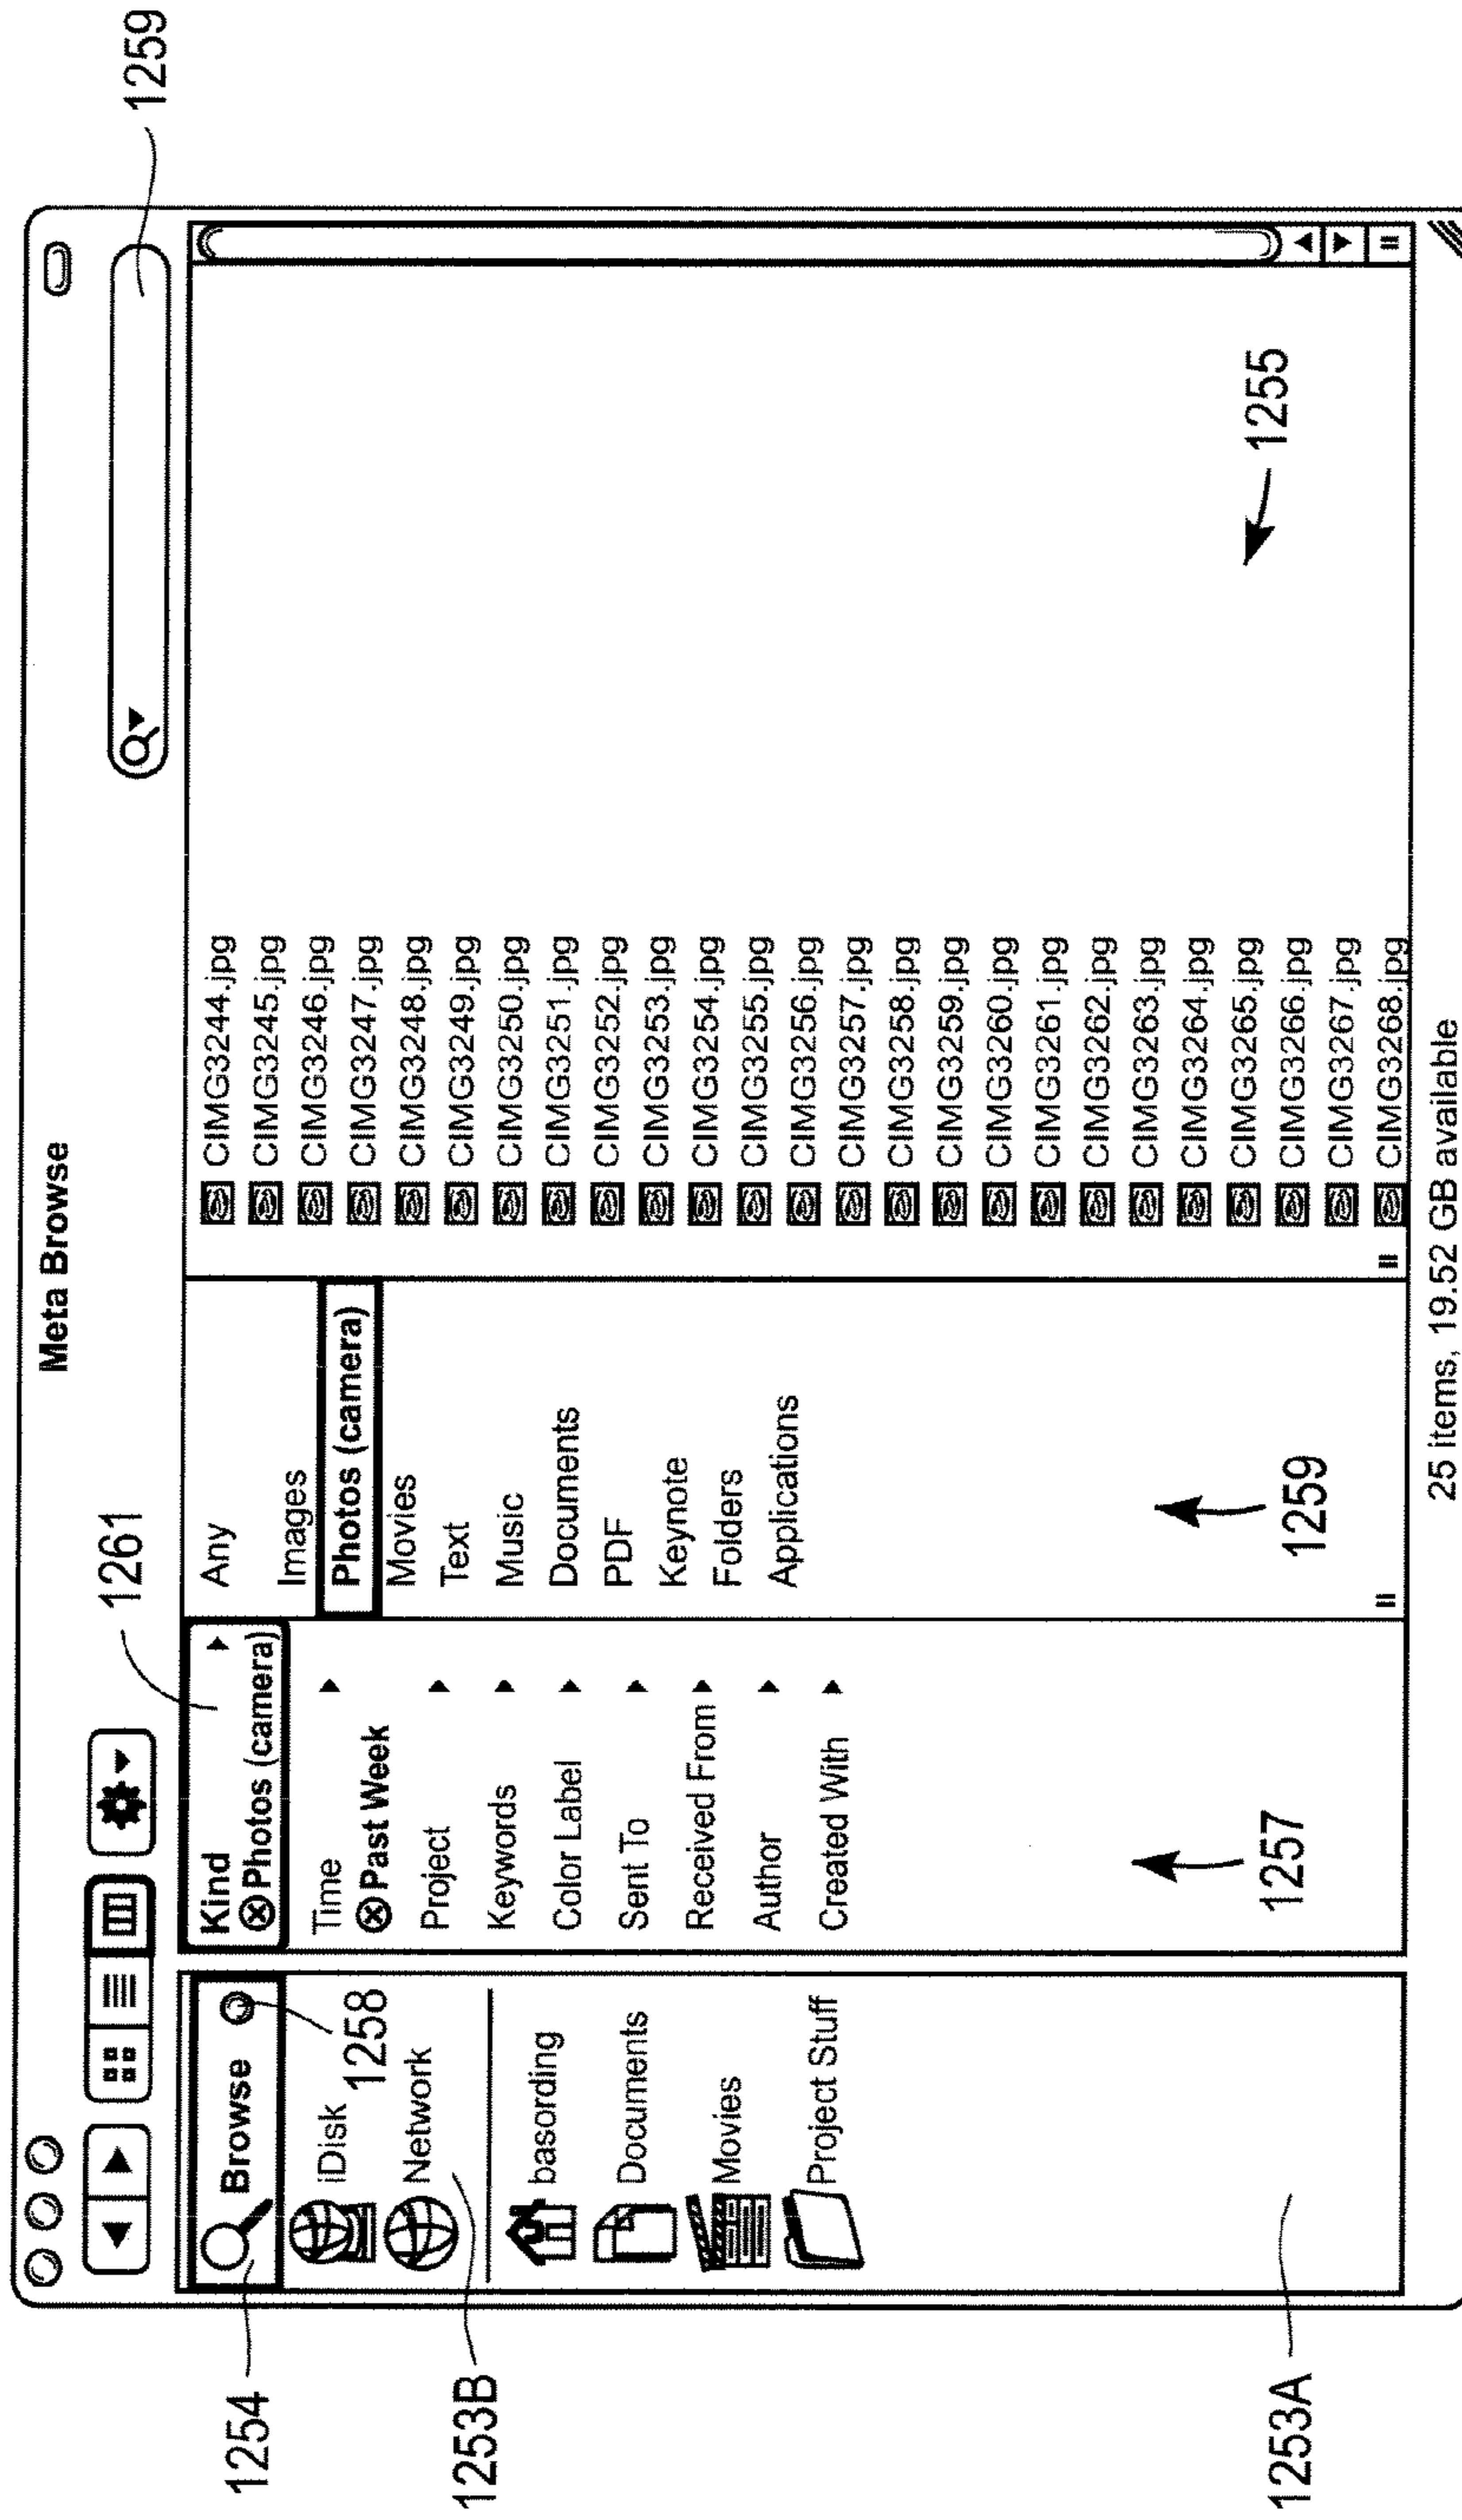 1259
Meta Browse
1261
1254
Browse
1258
iDisk
Network
1253B
basording
Documents
Movies
Project Stuff
1253A
Kind
Photos (camera)
Time
Past Week
Project
Keywords
Color Label
Sent To
Received From
Author
Created With
1257
Any
Images
Photos (camera)
Movies
Text
Music
Documents
PDF
Keynote
Folders
Applications
1259
CIMG3244.jpg
CIMG3245.jpg
CIMG3246.jpg
CIMG3247.jpg
CIMG3248.jpg
CIMG3249.jpg
CIMG3250.jpg
CIMG3251.jpg
CIMG3252.jpg
CIMG3253.jpg
CIMG3254.jpg
CIMG3255.jpg
CIMG3256.jpg
CIMG3257.jpg
CIMG3258.jpg
CIMG3259.jpg
CIMG3260.jpg
CIMG3261.jpg
CIMG3262.jpg
CIMG3263.jpg
CIMG3264.jpg
CIMG3265.jpg
CIMG3266.jpg
CIMG3267.jpg
CIMG3268.jpg
1255
25 items, 19.52 GB available